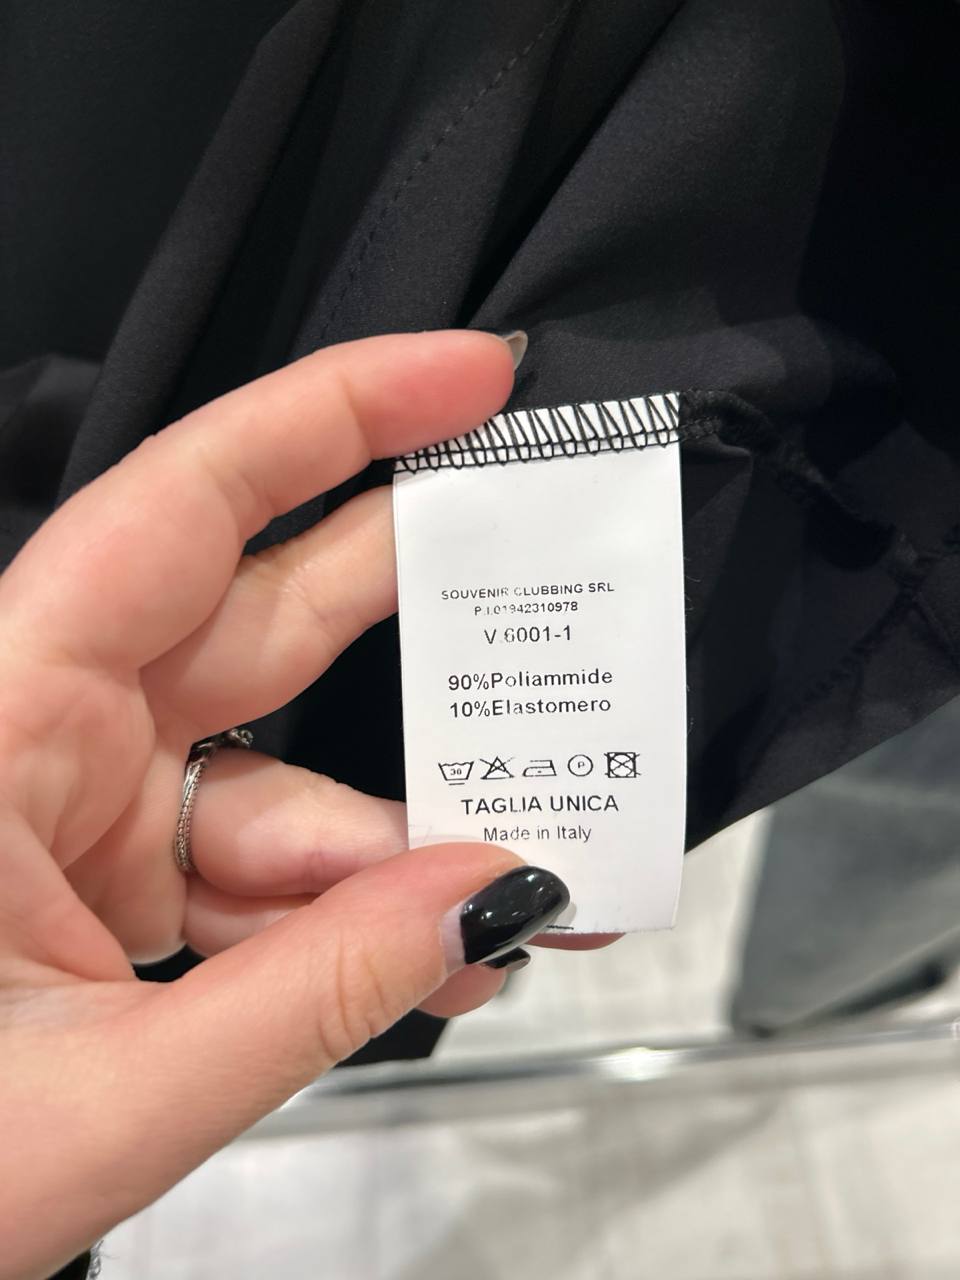 SOUVENIR CLUBBING SRL
P.I.01942310978
V.6001-1
90%Poliammide
10%Elastomero
30 P
TAGLIA UNICA
Made in Italy